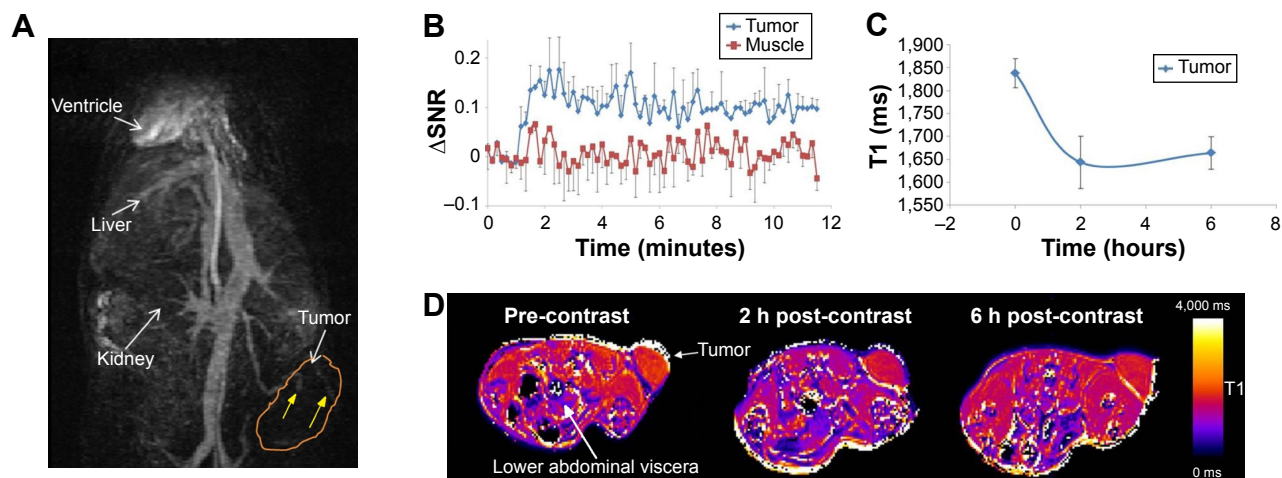 A
Ventricle
Liver
Kidney
Tumor
B
Tumor
Muscle
ΔSNR
0.2
0.1
0
–0.1
0 2 4 6 8 10 12
Time (minutes)
C
Tumor
T1 (ms)
1,900
1,850
1,800
1,750
1,700
1,650
1,600
1,550
–2 0 2 4 6 8
Time (hours)
D
Pre-contrast
2 h post-contrast
6 h post-contrast
Tumor
Lower abdominal viscera
4,000 ms
T1
0 ms